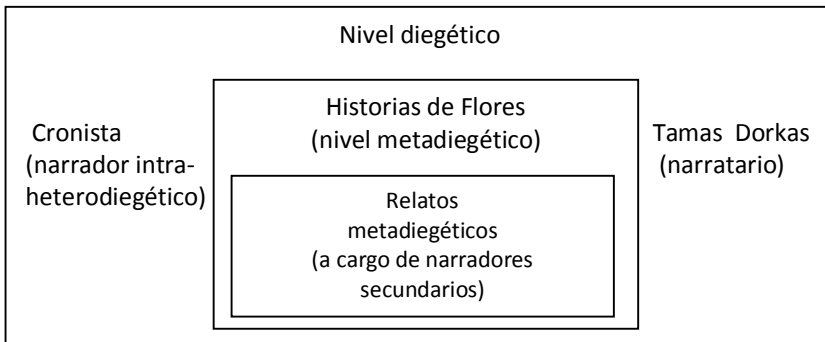 Nivel diegético
Cronista
(narrador intra-
heterodiegético)
Historias de Flores
(nivel metadiegético)
Relatos
metadiegéticos
(a cargo de narradores
secundarios)
Tamas Dorkas
(narratario)